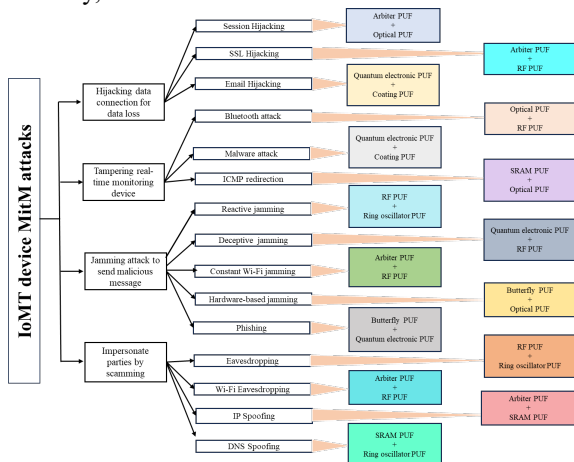 IoMT device MitM attacks
Hijacking data
connection for
data loss
Tampering real-
time monitoring
device
Jamming attack to
send malicious
message
Impersonate
parties by
scamming
Session Hijacking
Arbiter PUF
+
Optical PUF
SSL Hijacking
Arbiter PUF
+
RF PUF
Email Hijacking
Quantum electronic PUF
+
Coating PUF
Bluetooth attack
Optical PUF
+
RF PUF
Malware attack
Quantum electronic PUF
+
Coating PUF
ICMP redirection
SRAM PUF
+
Optical PUF
Reactive jamming
RF PUF
+
Ring oscillator PUF
Deceptive jamming
Quantum electronic PUF
+
RF PUF
Constant Wi-Fi jamming
Arbiter PUF
+
RF PUF
Hardware-based jamming
Butterfly PUF
+
Optical PUF
Phishing
Butterfly PUF
+
Quantum electronic PUF
Eavesdropping
RF PUF
+
Ring oscillator PUF
Wi-Fi Eavesdropping
Arbiter PUF
+
RF PUF
IP Spoofing
Arbiter PUF
+
SRAM PUF
DNS Spoofing
SRAM PUF
+
Ring oscillator PUF